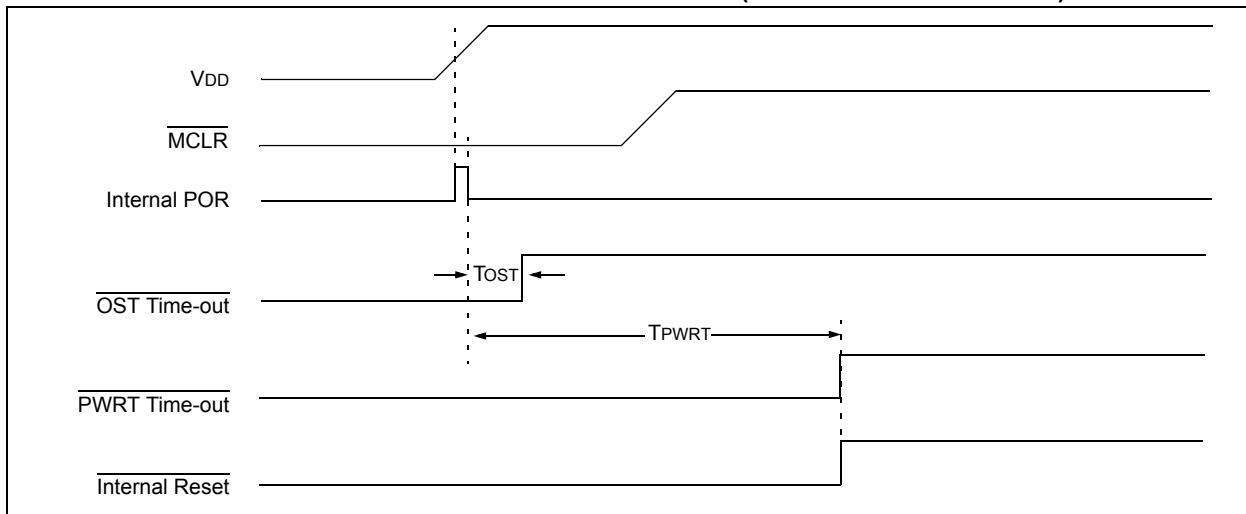 VDD
MCLR
Internal POR
TOST
OST Time-out
TPWRT
PWRT Time-out
Internal Reset